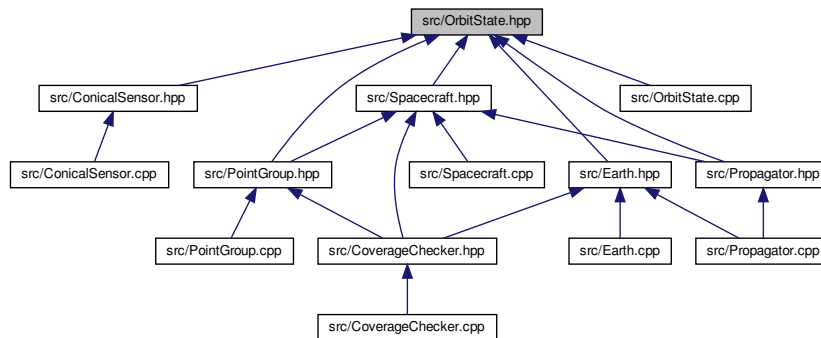 src/OrbitState.hpp
src/ConicalSensor.hpp
src/Spacecraft.hpp
src/OrbitState.cpp
src/ConicalSensor.cpp
src/PointGroup.hpp
src/Spacecraft.cpp
src/Earth.hpp
src/Propagator.hpp
src/PointGroup.cpp
src/CoverageChecker.hpp
src/Earth.cpp
src/Propagator.cpp
src/CoverageChecker.cpp